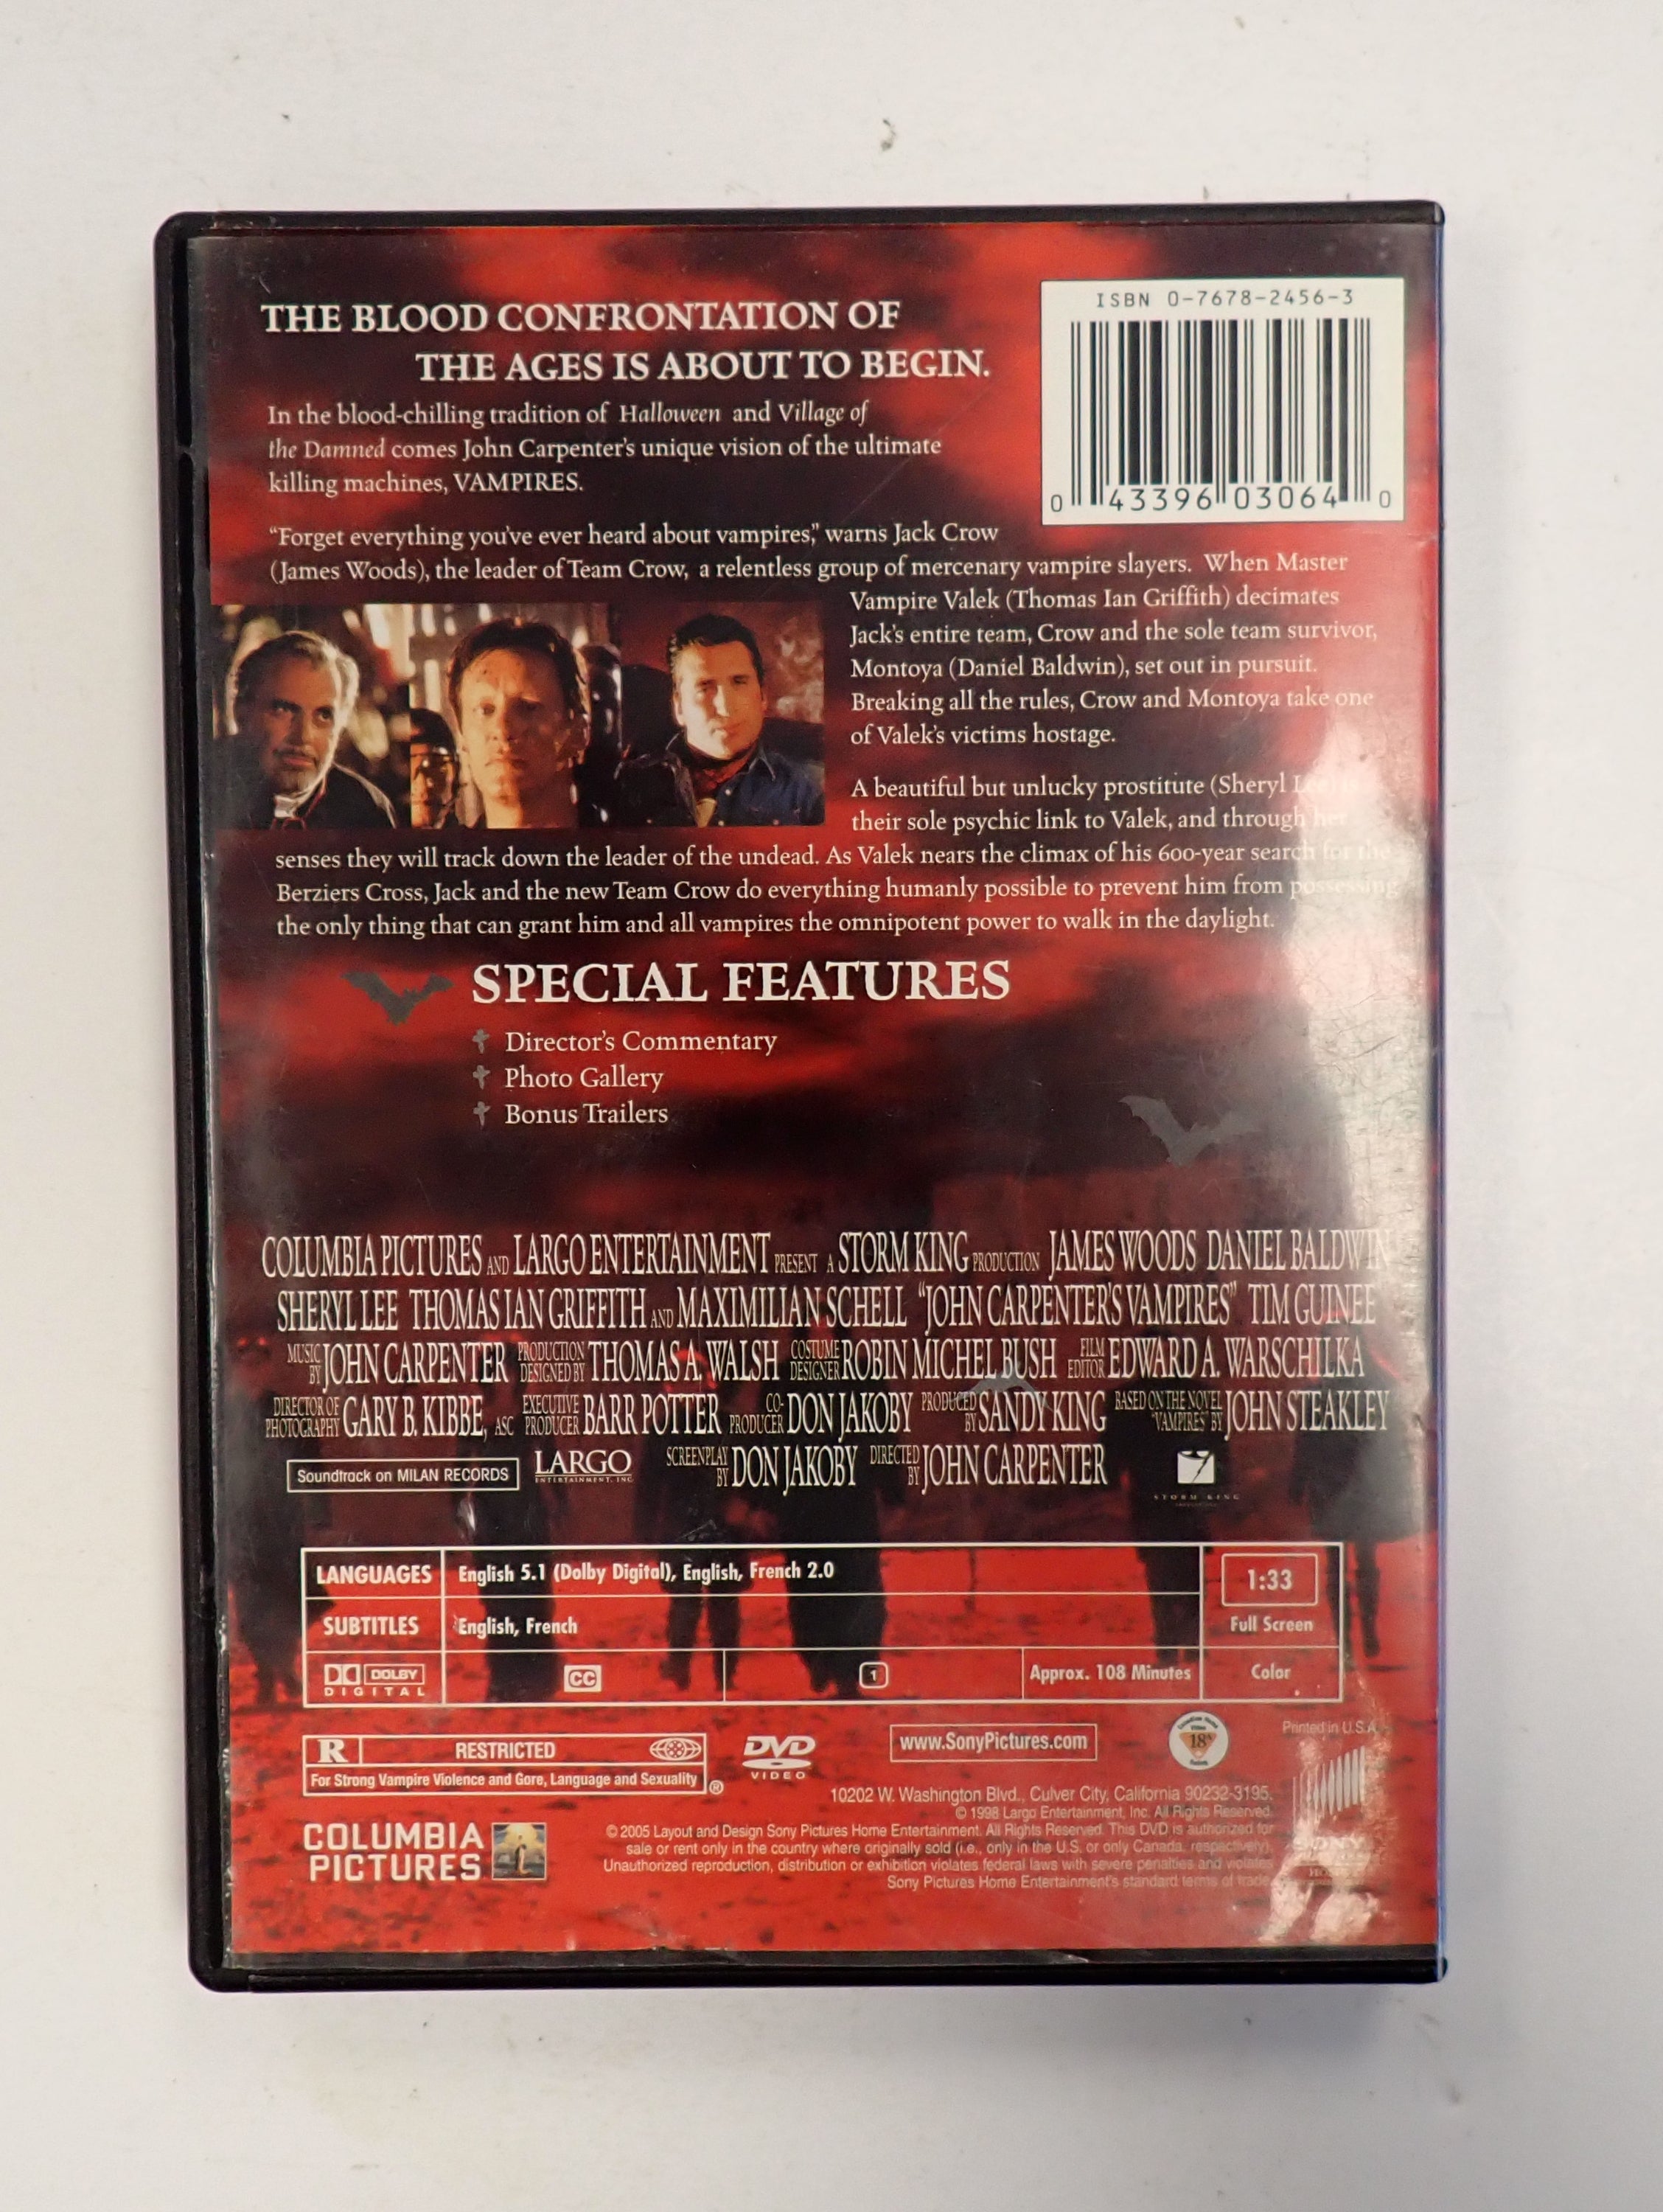 THE BLOOD CONFRONTATION OF
THE AGES IS ABOUT TO BEGIN.
ISBN 0-7678-2456-3
0 43396 03064 0
In the blood-chilling tradition of Halloween and Village of
the Damned comes John Carpenter's unique vision of the ultimate
killing machines, VAMPIRES.
"Forget everything you've ever heard about vampires," warns Jack Crow
(James Woods), the leader of Team Crow, a relentless group of mercenary vampire slayers. When Master
Vampire Valek (Thomas Ian Griffith) decimates
Jack's entire team, Crow and the sole team survivor,
Montoya (Daniel Baldwin), set out in pursuit.
Breaking all the rules, Crow and Montoya take one
of Valek's victims hostage.
A beautiful but unlucky prostitute (Sheryl Lee) is
their sole psychic link to Valek, and through her
senses they will track down the leader of the undead. As Valek nears the climax of his 600-year search for the
Berziers Cross, Jack and the new Team Crow do everything humanly possible to prevent him from possessing
the only thing that can grant him and all vampires the omnipotent power to walk in the daylight.
SPECIAL FEATURES
Director's Commentary
Photo Gallery
Bonus Trailers
COLUMBIA PICTURES AND LARGO ENTERTAINMENT PRESENT A STORM KING PRODUCTION JAMES WOODS DANIEL BALDWIN
SHERYL LEE THOMAS IAN GRIFFITH AND MAXIMILIAN SCHELL "JOHN CARPENTER'S VAMPIRES" TIM GUINEE
MUSIC BY JOHN CARPENTER PRODUCTION DESIGNED BY THOMAS A. WALSH COSTUME DESIGNER ROBIN MICHEL BUSH FILM EDITOR EDWARD A. WARSCHILKA
DIRECTOR OF PHOTOGRAPHY GARY B. KIBBE, ASC EXECUTIVE PRODUCER BARR POTTER CO-PRODUCER DON JAKOBY PRODUCED BY SANDY KING BASED ON THE NOVEL "VAMPIRES" BY JOHN STEAKLEY
Soundtrack on MILAN RECORDS LARGO ENTERTAINMENT, INC. SCREENPLAY BY DON JAKOBY DIRECTED BY JOHN CARPENTER STORM KING
LANGUAGES English 5.1 (Dolby Digital), English, French 2.0 1:33
SUBTITLES English, French Full Screen
DOLBY DIGITAL CC 1 Approx. 108 Minutes Color
R RESTRICTED
For Strong Vampire Violence and Gore, Language and Sexuality ®
DVD VIDEO
www.SonyPictures.com
18A
Printed in U.S.A.
10202 W. Washington Blvd., Culver City, California 90232-3195.
© 1998 Largo Entertainment, Inc. All Rights Reserved.
© 2005 Layout and Design Sony Pictures Home Entertainment. All Rights Reserved. This DVD is authorized for
sale or rent only in the country where originally sold (i.e., only in the U.S. or only Canada, respectively).
Unauthorized reproduction, distribution or exhibition violates federal laws with severe penalties and violates
Sony Pictures Home Entertainment's standard terms of trade.
COLUMBIA
PICTURES
SONY